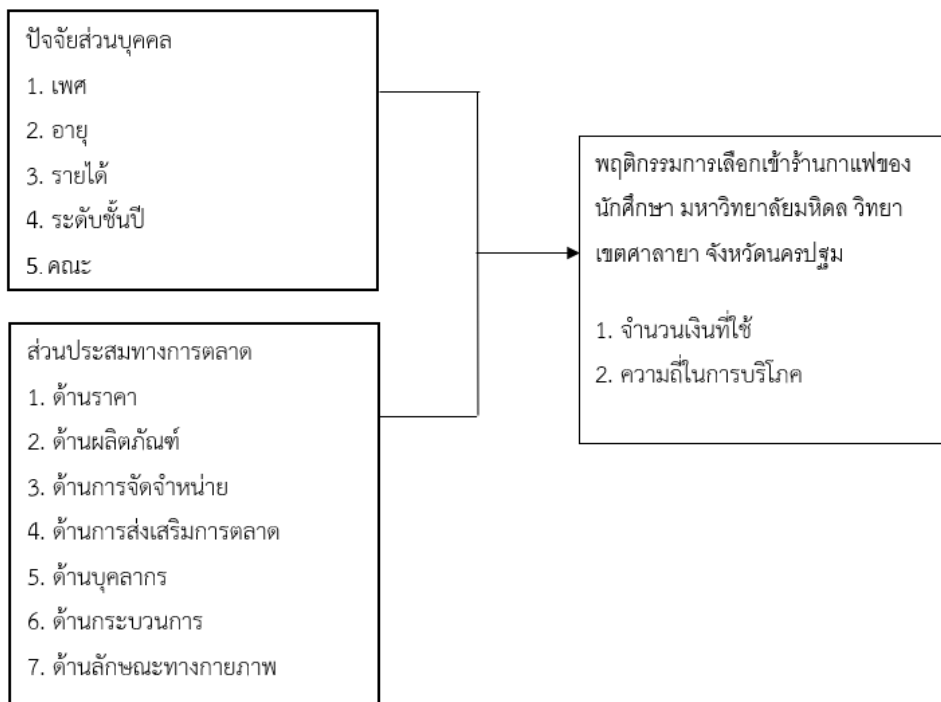 ปัจจัยส่วนบุคคล
1. เพศ
2. อายุ
3. รายได้
4. ระดับชั้นปี
5. คณะ
ส่วนประสมทางการตลาด
1. ด้านราคา
2. ด้านผลิตภัณฑ์
3. ด้านการจัดจำหน่าย
4. ด้านการส่งเสริมการตลาด
5. ด้านบุคลากร
6. ด้านกระบวนการ
7. ด้านลักษณะทางกายภาพ
พฤติกรรมการเลือกเข้าร้านกาแฟของ
นักศึกษา มหาวิทยาลัยมหิดล วิทยา
เขตศาลายา จังหวัดนครปฐม
1. จำนวนเงินที่ใช้
2. ความถี่ในการบริโภค